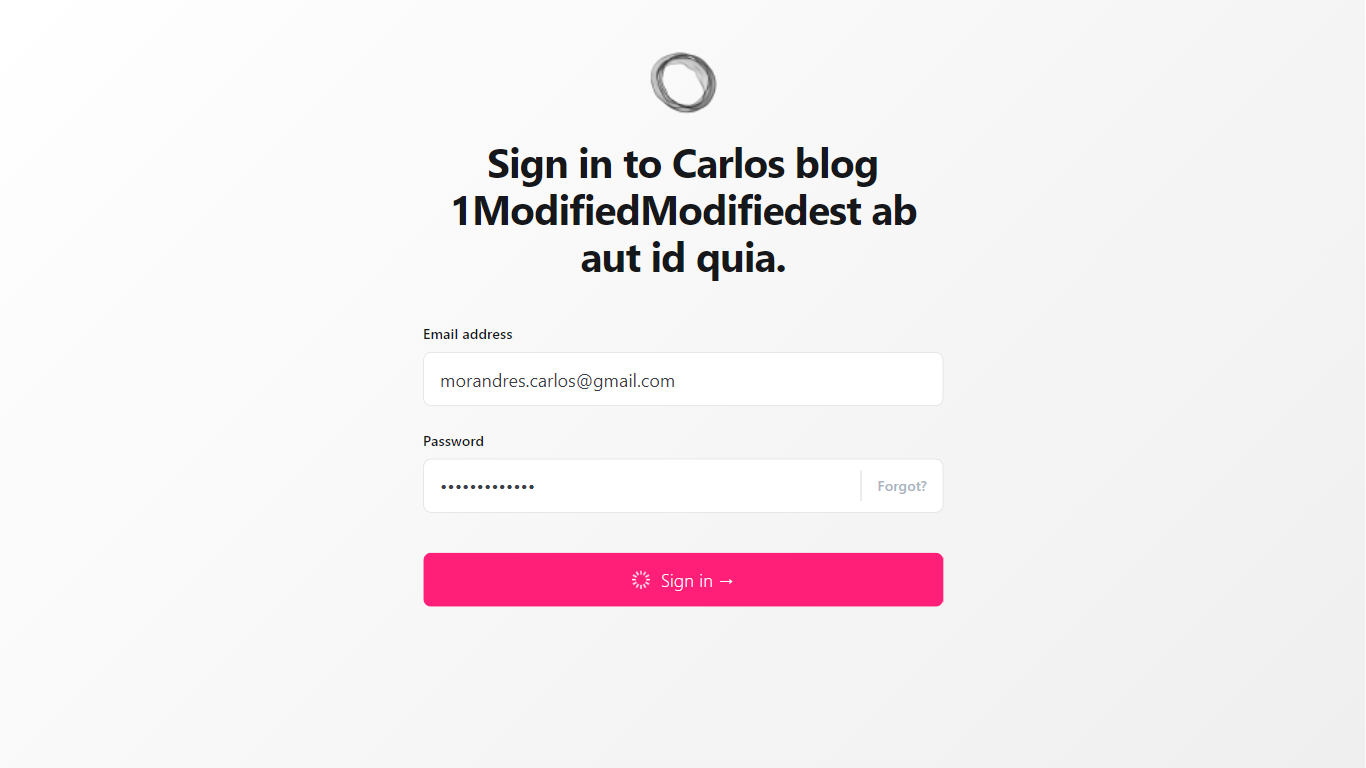 Sign in to Carlos blog
1ModifiedModifiedest ab
aut id quia.
Email address
morandres.carlos@gmail.com
Password
•••••••••••••
Forgot?
Sign in →